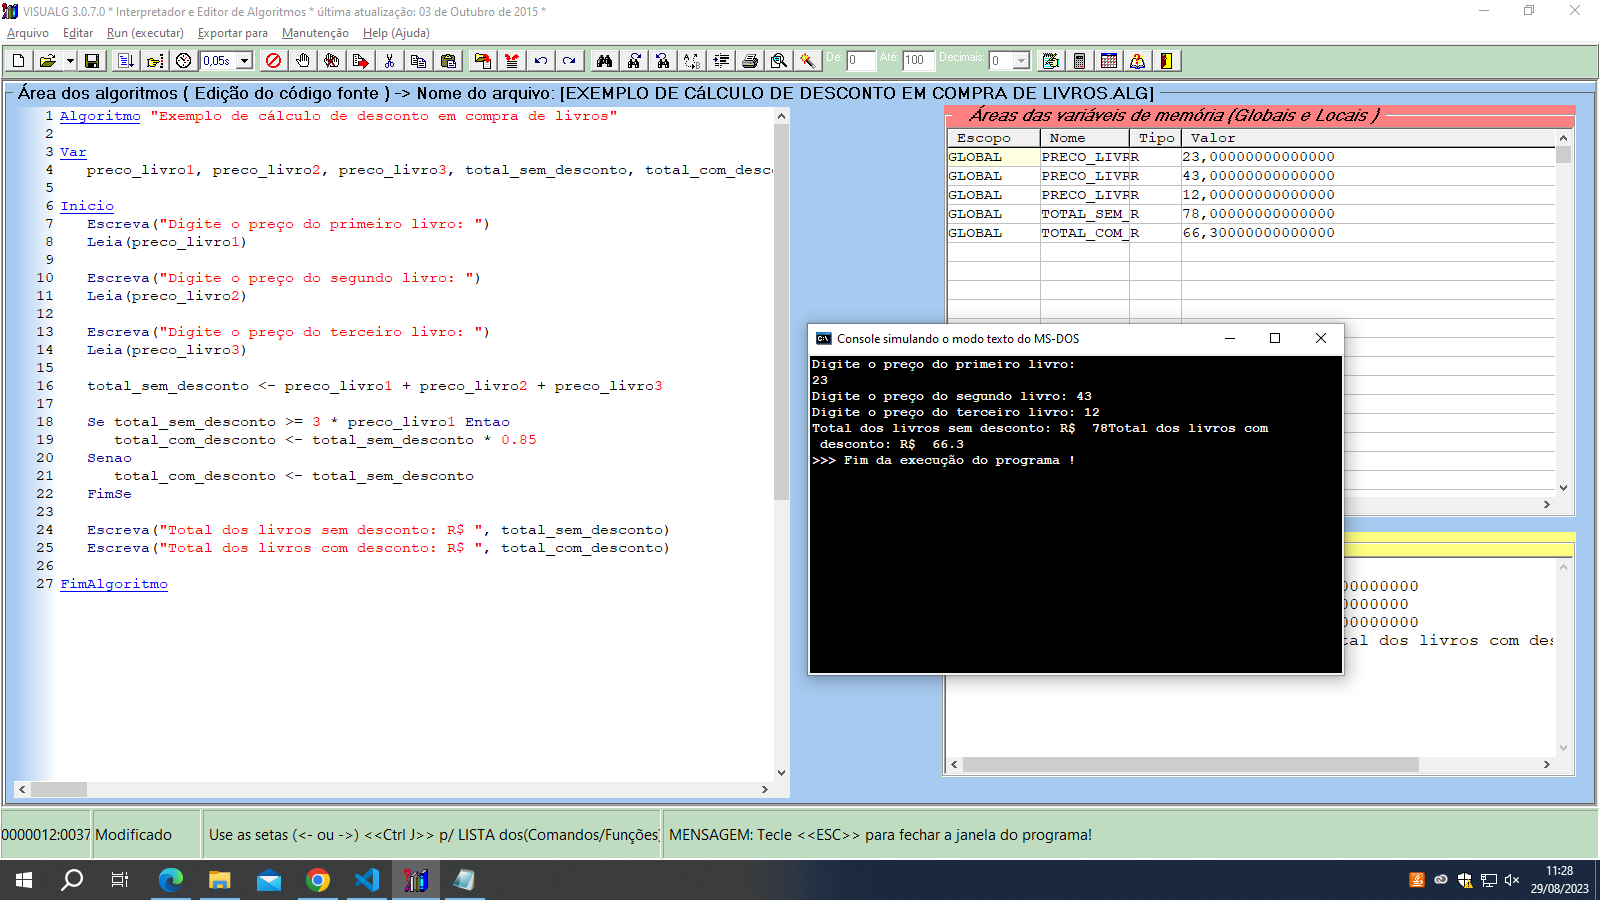 VISUALG 3.0.7.0 * Interpretador e Editor de Algoritmos * última atualização: 03 de Outubro de 2015 *
Arquivo Editar Run (executar) Exportar para Manutenção Help (Ajuda)
0,05s De: 0 Até: 100 Decimais: 0
Área dos algoritmos ( Edição do código fonte ) -> Nome do arquivo: [EXEMPLO DE CáLCULO DE DESCONTO EM COMPRA DE LIVROS.ALG]
1 Algoritmo "Exemplo de cálculo de desconto em compra de livros"
2
3 Var
4 preco_livro1, preco_livro2, preco_livro3, total_sem_desconto, total_com_desc
5
6 Inicio
7 Escreva("Digite o preço do primeiro livro: ")
8 Leia(preco_livro1)
9
10 Escreva("Digite o preço do segundo livro: ")
11 Leia(preco_livro2)
12
13 Escreva("Digite o preço do terceiro livro: ")
14 Leia(preco_livro3)
15
16 total_sem_desconto <- preco_livro1 + preco_livro2 + preco_livro3
17
18 Se total_sem_desconto >= 3 * preco_livro1 Entao
19 total_com_desconto <- total_sem_desconto * 0.85
20 Senao
21 total_com_desconto <- total_sem_desconto
22 FimSe
23
24 Escreva("Total dos livros sem desconto: R$ ", total_sem_desconto)
25 Escreva("Total dos livros com desconto: R$ ", total_com_desconto)
26
27 FimAlgoritmo
Áreas das variáveis de memória (Globais e Locais )
Escopo Nome Tipo Valor
GLOBAL PRECO_LIVR R 23,00000000000000
GLOBAL PRECO_LIVR R 43,00000000000000
GLOBAL PRECO_LIVR R 12,00000000000000
GLOBAL TOTAL_SEM_ R 78,00000000000000
GLOBAL TOTAL_COM_ R 66,30000000000000
Console simulando o modo texto do MS-DOS
Digite o preço do primeiro livro:
23
Digite o preço do segundo livro: 43
Digite o preço do terceiro livro: 12
Total dos livros sem desconto: R$  78Total dos livros com
desconto: R$  66.3
>>> Fim da execução do programa !
00000000
0000000
00000000
tal dos livros com des
0000012:0037 Modificado Use as setas (<- ou ->) <<Ctrl J>> p/ LISTA dos(Comandos/Funções) MENSAGEM: Tecle <<ESC>> para fechar a janela do programa!
11:28
29/08/2023